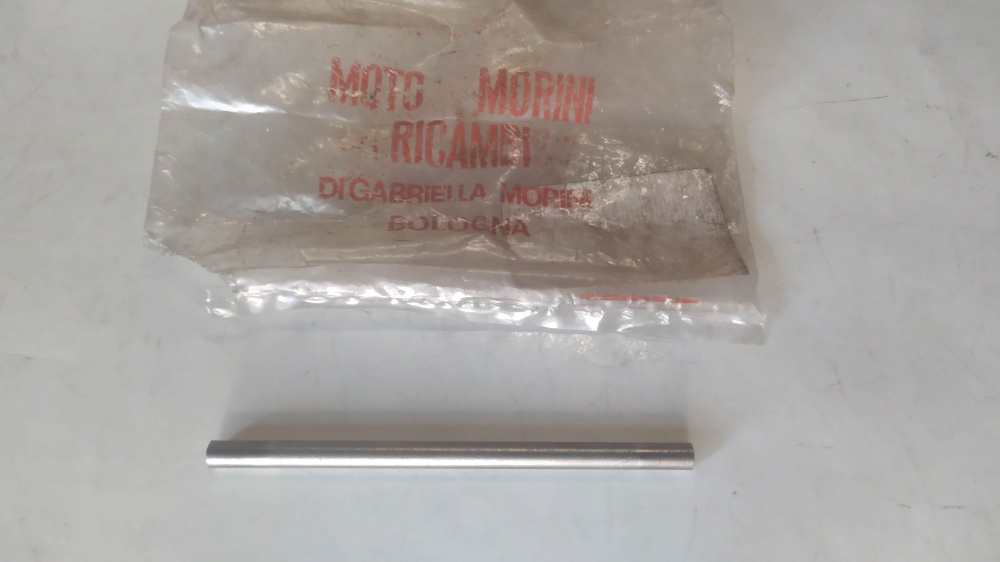 MOTO MORINI
RICAMBI
DI GABRIELLA MORINI
BOLOGNA